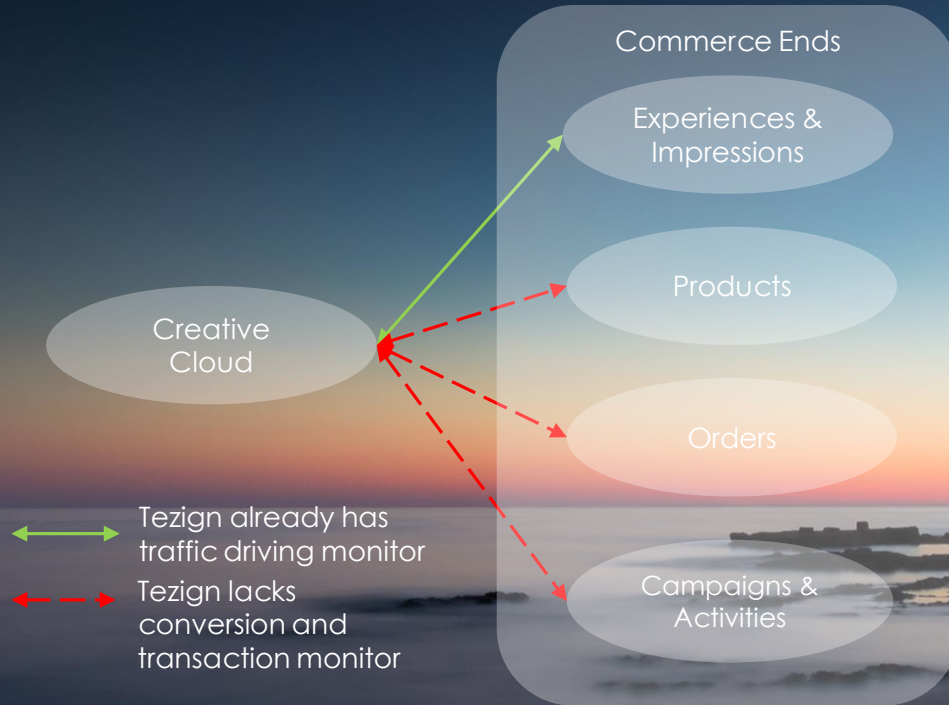 Commerce Ends
Experiences &
Impressions
Products
Creative
Cloud
Orders
Tezign already has
traffic driving monitor
Tezign lacks
conversion and
transaction monitor
Campaigns &
Activities